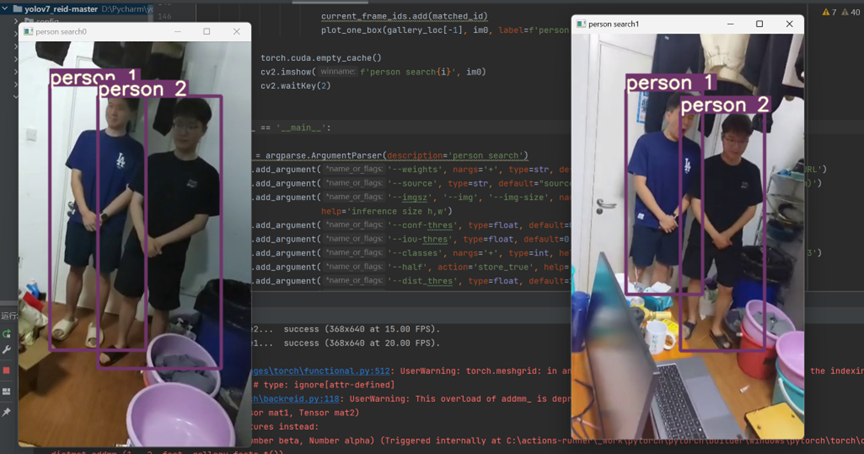 yolov7_reid-master D:\Pycharm\y
config
person search0
person 1
person 2
146
current_frame_ids.add(matched_id)
plot_one_box(gallery_loc[-1], im0, label=f'person
torch.cuda.empty_cache()
cv2.imshow( winname: f'person search{i}', im0)
cv2.waitKey(2)
== '__main__':
= argparse.ArgumentParser(description='person search')
.add_argument( *name_or_flags: '--weights', nargs='+', type=str, de
.add_argument( *name_or_flags: '--source', type=str, default="source
.add_argument( *name_or_flags: '--imgsz', '--img', '--img-size', na
help='inference size h,w')
.add_argument( *name_or_flags: '--conf-thres', type=float, default=
.add_argument( *name_or_flags: '--iou-thres', type=float, default=0
.add_argument( *name_or_flags: '--classes', nargs='+', type=int, he
.add_argument( *name_or_flags: '--half', action='store_true', help=
.add_argument( *name_or_flags: '--dist_thres', type=float, default=
7 40
person search1
person 1
person 2
LA
运行
2... success (368x640 at 15.00 FPS).
1... success (368x640 at 20.00 FPS).
ges\torch\functional.py:512: UserWarning: torch.meshgrid: in an
the indexin
# type: ignore[attr-defined]
\backreid.py:118: UserWarning: This overload of addmm_ is depr
sor mat1, Tensor mat2)
tures instead:
mber beta, Number alpha) (Triggered internally at C:\actions-runner\_work\pytorch\pytorch\builder\windows\pytorch\torch\c